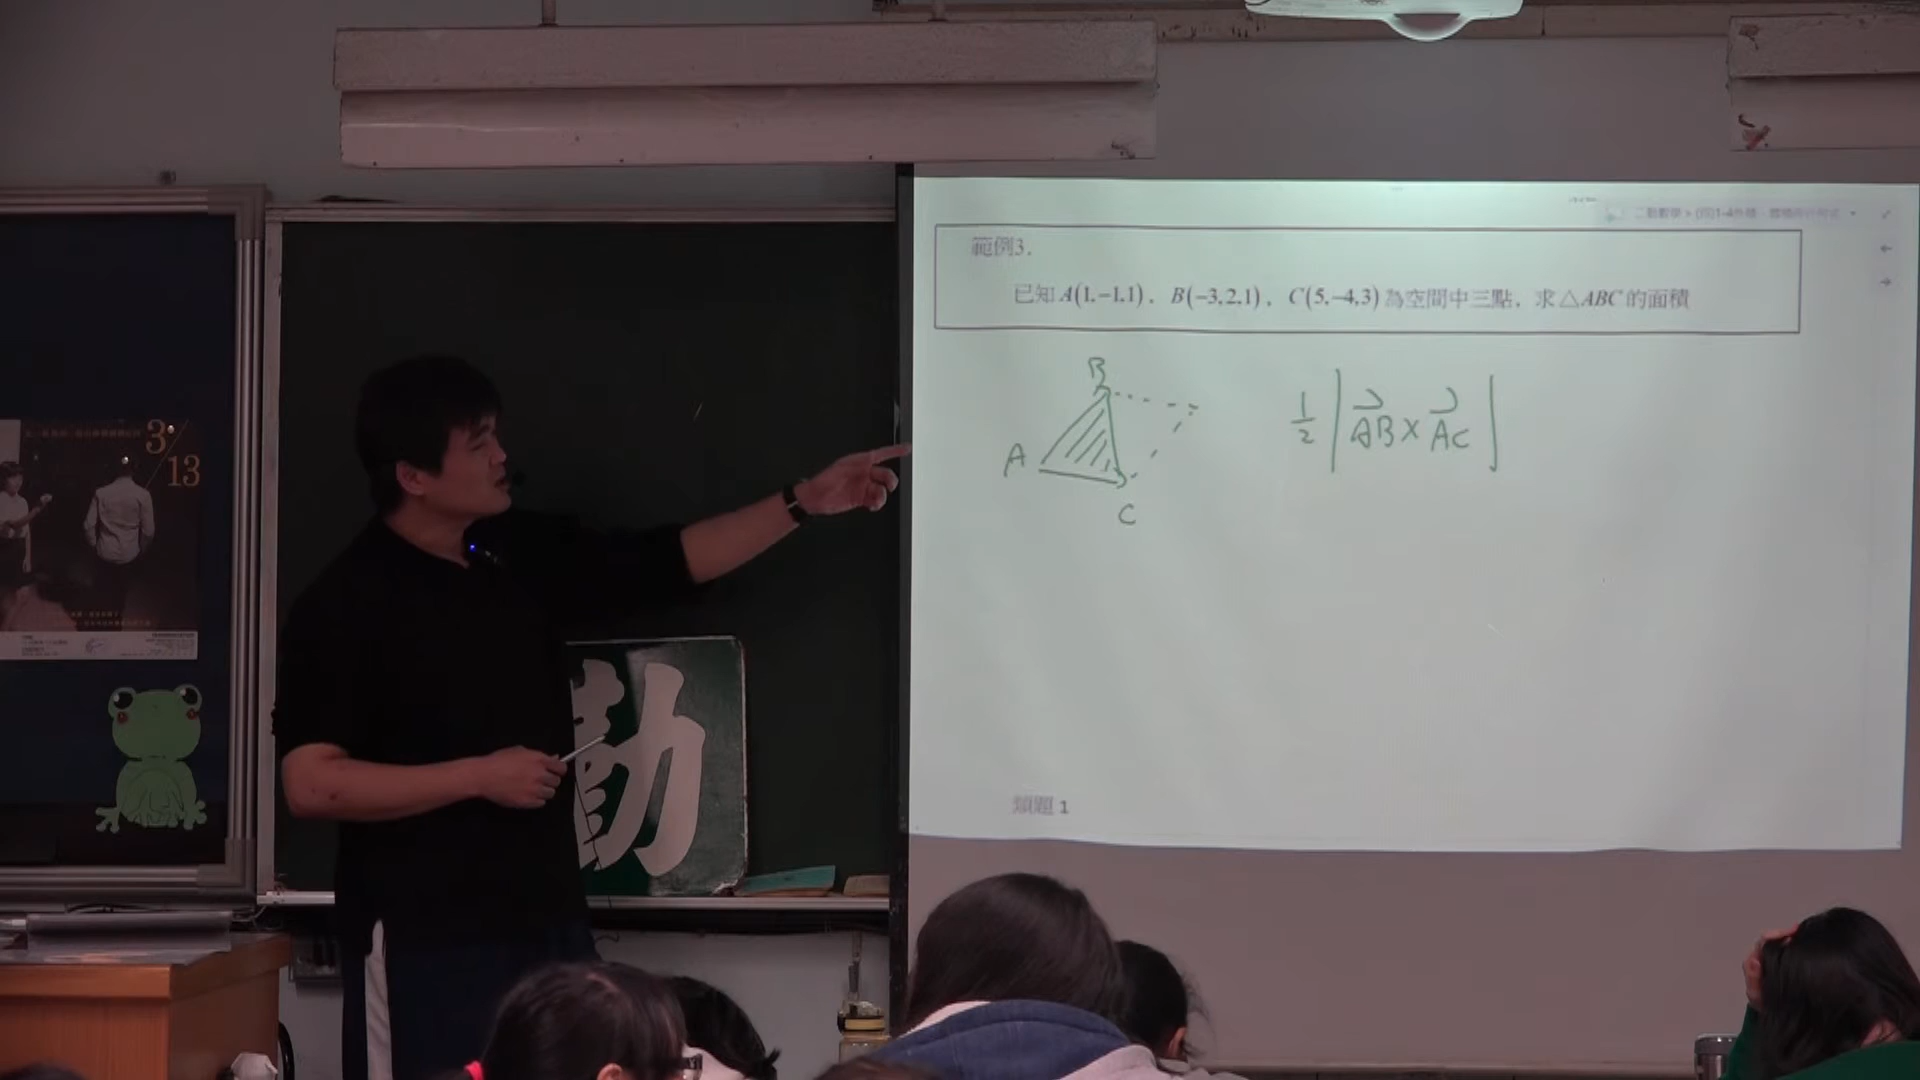 3/13
勤
範例3.
已知 A(1,-1,1), B(-3,2,1), C(5,-4,3)為空間中三點, 求△ABC的面積
B
A
C
1/2 |AB×AC|
類題 1